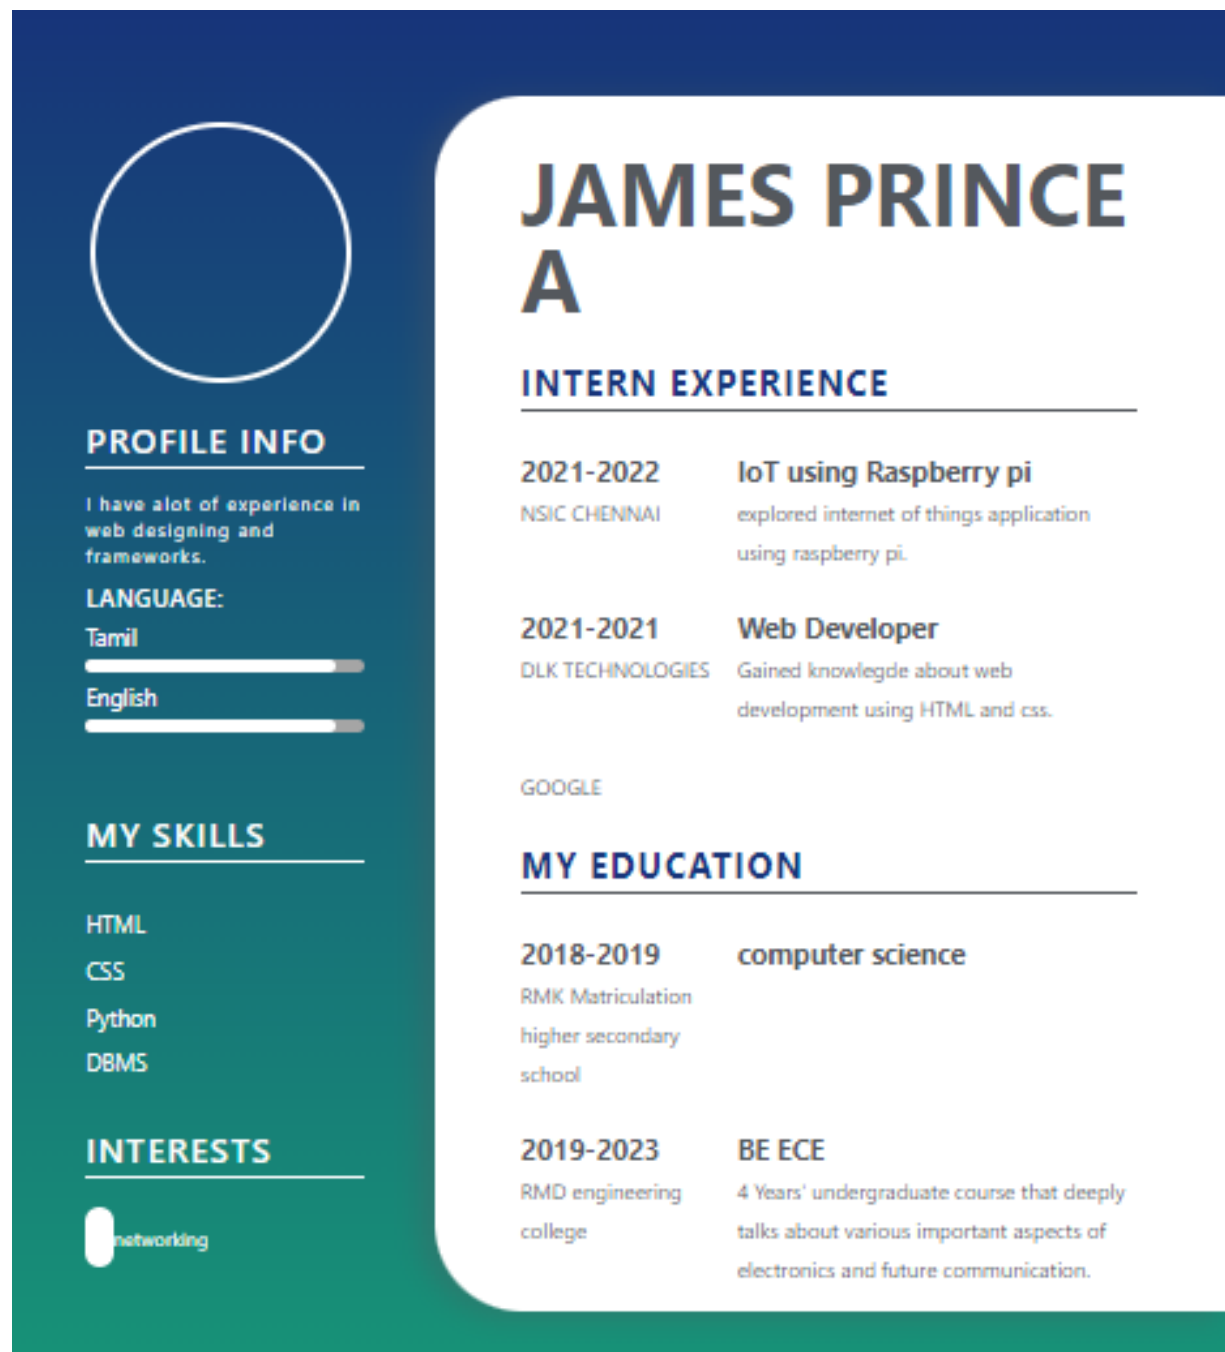 PROFILE INFO
I have alot of experience in
web designing and
frameworks.
LANGUAGE:
Tamil
English
MY SKILLS
HTML
CSS
Python
DBMS
INTERESTS
networking
JAMES PRINCE
A
INTERN EXPERIENCE
2021-2022 IoT using Raspberry pi
NSIC CHENNAI explored internet of things application
using raspberry pi.
2021-2021 Web Developer
DLK TECHNOLOGIES Gained knowlegde about web
development using HTML and css.
GOOGLE
MY EDUCATION
2018-2019 computer science
RMK Matriculation
higher secondary
school
2019-2023 BE ECE
RMD engineering 4 Years' undergraduate course that deeply
college talks about various important aspects of
electronics and future communication.